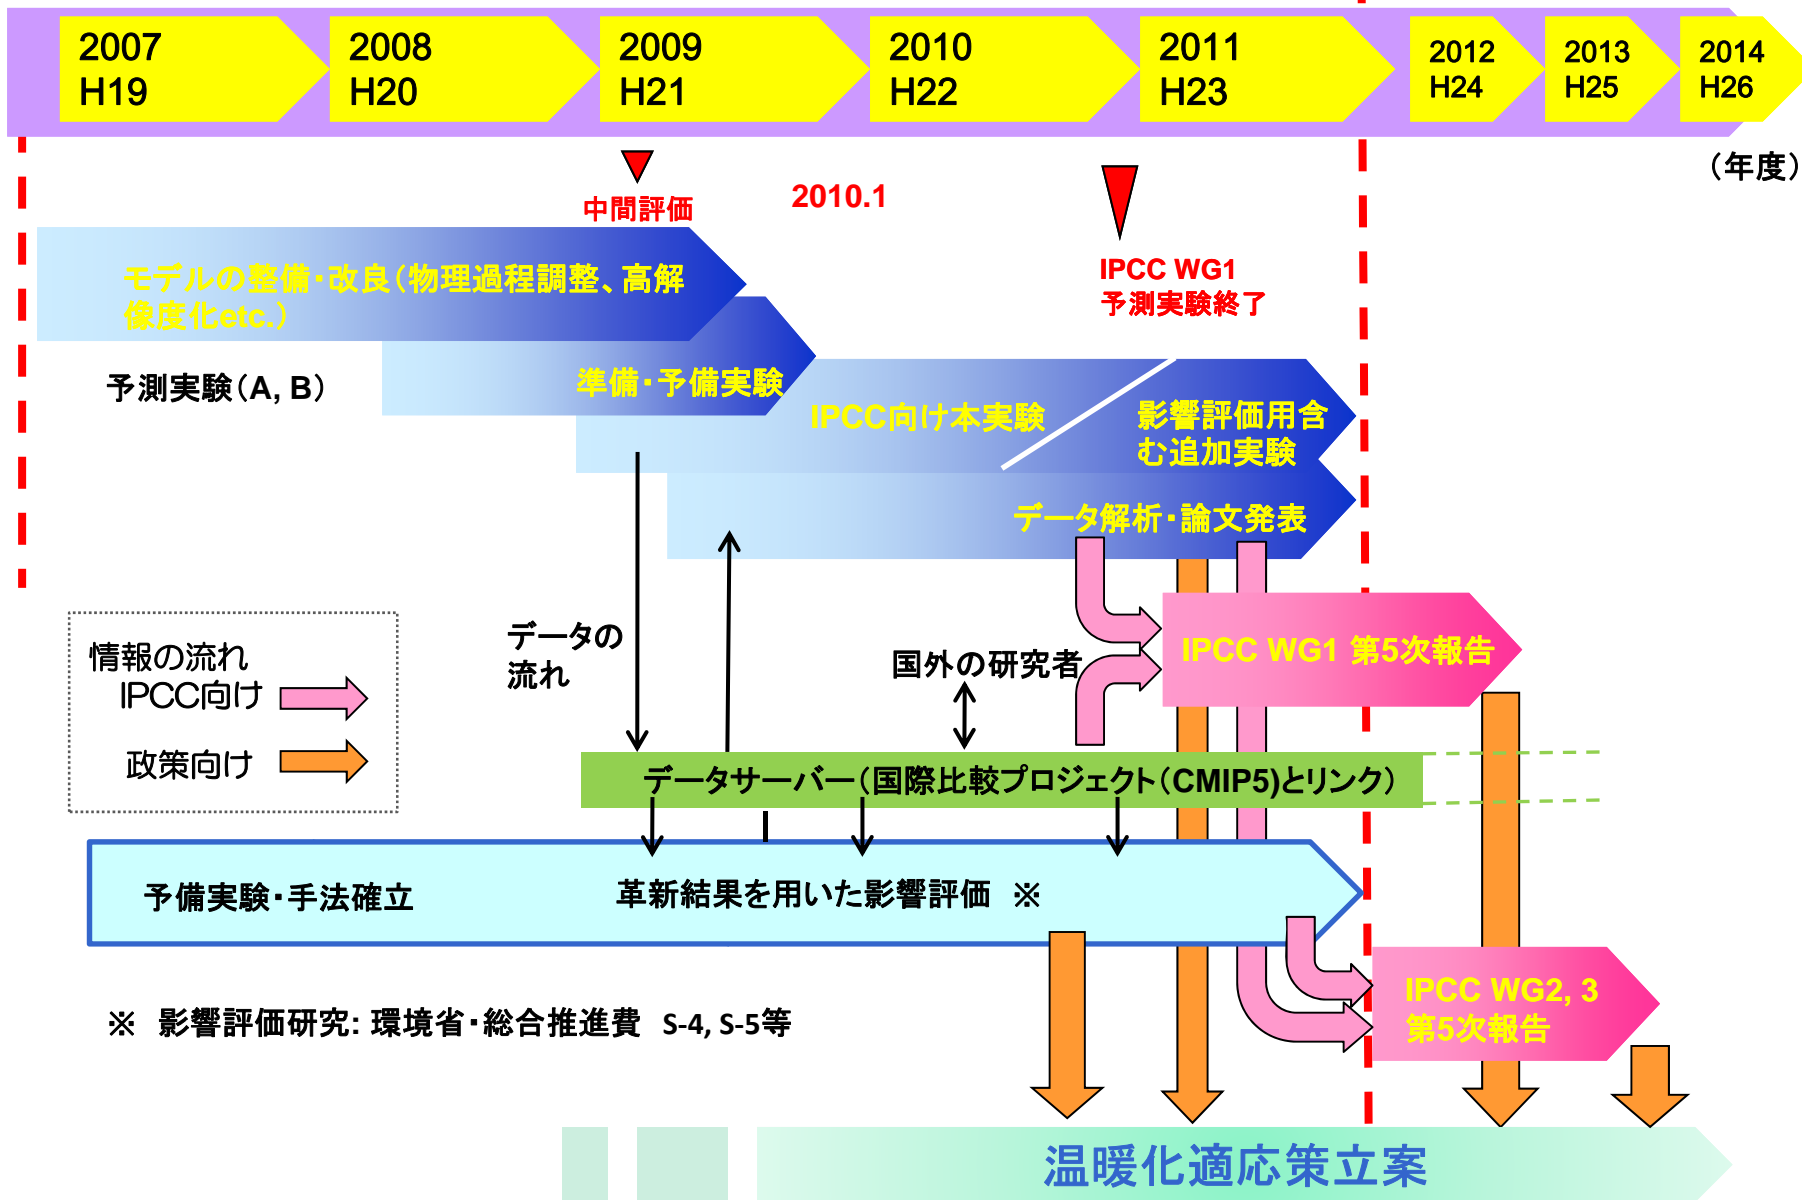 2007
H19
2008
H20
2009
H21
2010
H22
2011
H23
2012
H24
2013
H25
2014
H26
（年度）
中間評価
2010.1
IPCC WG1
予測実験終了
モデルの整備・改良（物理過程調整、高解
像度化etc.）
予測実験（A, B）
準備・予備実験
IPCC向け本実験
影響評価用含
む追加実験
データ解析・論文発表
情報の流れ
IPCC向け
政策向け
データの
流れ
国外の研究者
IPCC WG1 第5次報告
データサーバー（国際比較プロジェクト（CMIP5)とリンク）
予備実験・手法確立
革新結果を用いた影響評価 ※
※ 影響評価研究: 環境省・総合推進費 S-4, S-5等
IPCC WG2, 3
第5次報告
温暖化適応策立案